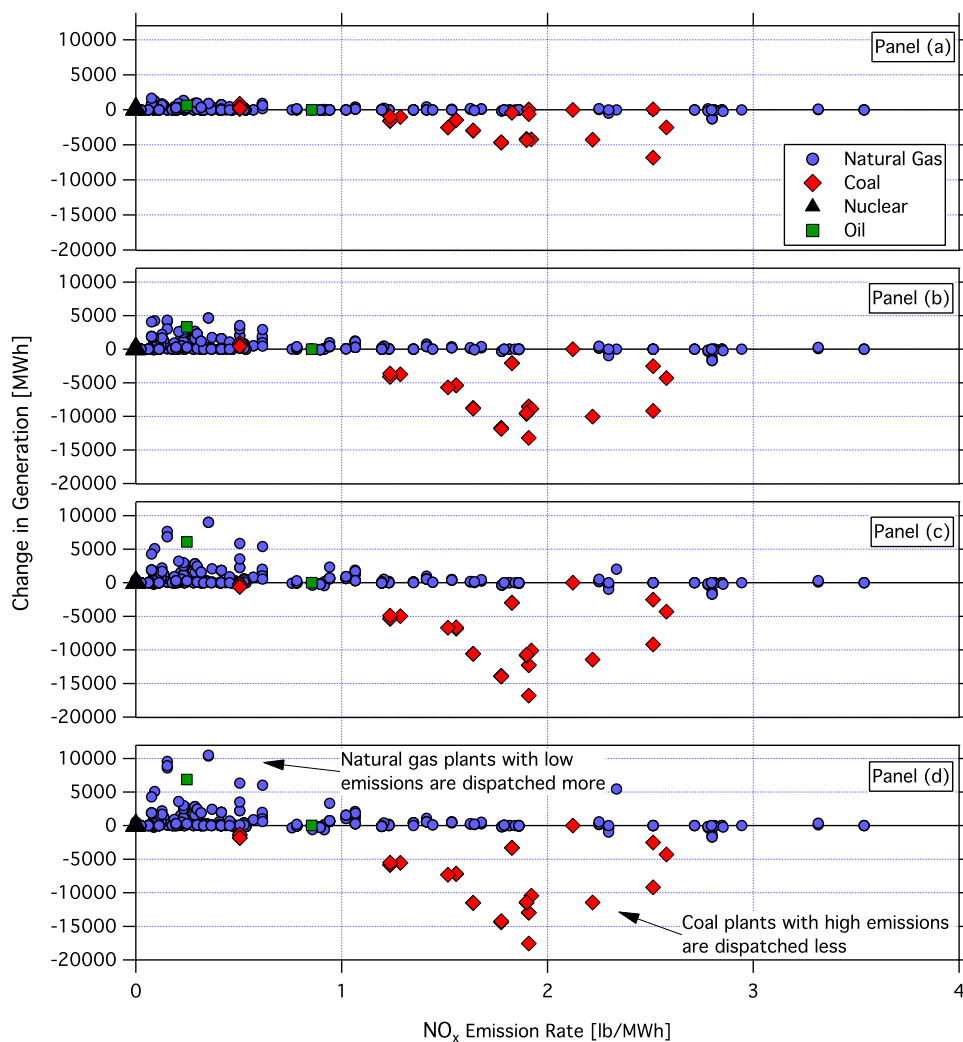 10000
Panel (a)
5000
0
-5000
-10000
-15000
-20000
Natural Gas
Coal
Nuclear
Oil
10000
Panel (b)
5000
0
-5000
-10000
-15000
-20000
Change in Generation [MWh]
10000
Panel (c)
5000
0
-5000
-10000
-15000
-20000
10000
Panel (d)
5000
0
-5000
-10000
-15000
-20000
Natural gas plants with low
emissions are dispatched more
Coal plants with high emissions
are dispatched less
0 1 2 3 4
NOx Emission Rate [lb/MWh]